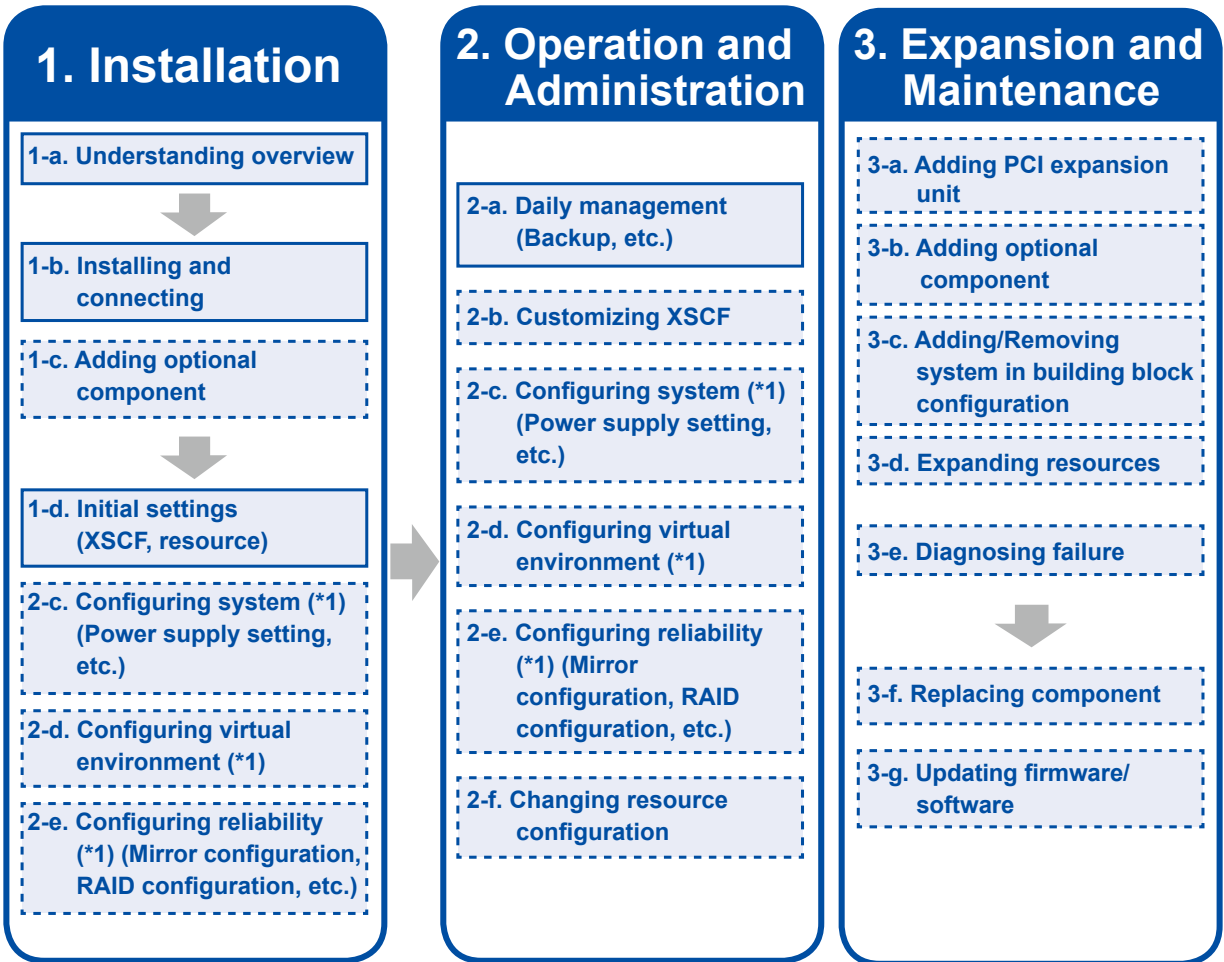 1. Installation
1-a. Understanding overview
1-b. Installing and
connecting
1-c. Adding optional
component
1-d. Initial settings
(XSCF, resource)
2-c. Configuring system (*1)
(Power supply setting,
etc.)
2-d. Configuring virtual
environment (*1)
2-e. Configuring reliability
(*1) (Mirror configuration,
RAID configuration, etc.)
2. Operation and
Administration
2-a. Daily management
(Backup, etc.)
2-b. Customizing XSCF
2-c. Configuring system (*1)
(Power supply setting,
etc.)
2-d. Configuring virtual
environment (*1)
2-e. Configuring reliability
(*1) (Mirror
configuration, RAID
configuration, etc.)
2-f. Changing resource
configuration
3. Expansion and
Maintenance
3-a. Adding PCI expansion
unit
3-b. Adding optional
component
3-c. Adding/Removing
system in building block
configuration
3-d. Expanding resources
3-e. Diagnosing failure
3-f. Replacing component
3-g. Updating firmware/
software